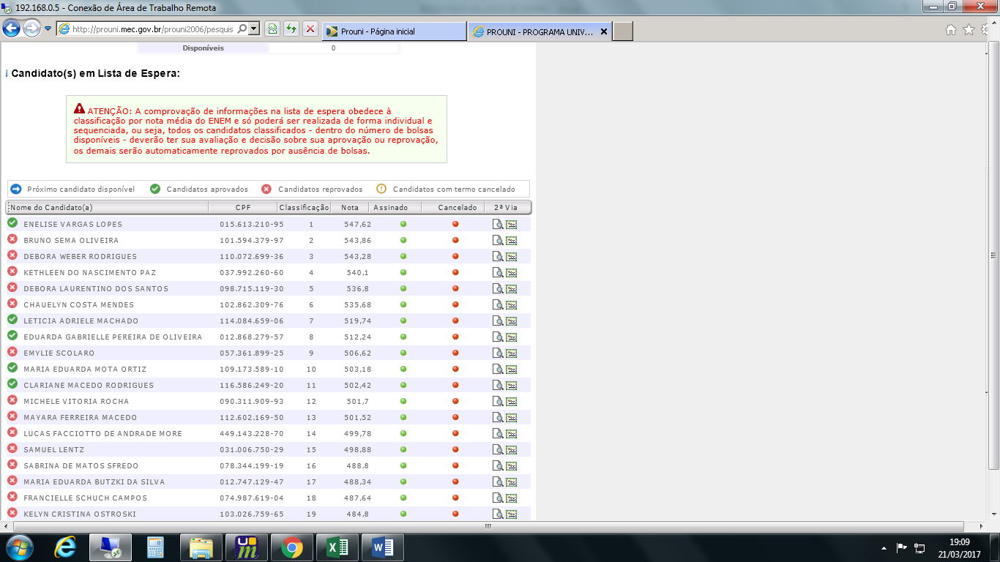 192.168.0.5 - Conexão de Área de Trabalho Remota
http://prouni.mec.gov.br/prouni2006/pesquis
Prouni - Página inicial
PROUNI - PROGRAMA UNIV...
Disponíveis 0
Candidato(s) em Lista de Espera:
ATENÇÃO: A comprovação de informações na lista de espera obedece à
classificação por nota média do ENEM e só poderá ser realizada de forma individual e
sequenciada, ou seja, todos os candidatos classificados - dentro do número de bolsas
disponíveis - deverão ter sua avaliação e decisão sobre sua aprovação ou reprovação,
os demais serão automaticamente reprovados por ausência de bolsas.
Próximo candidato disponível Candidatos aprovados Candidatos reprovados Candidatos com termo cancelado
Nome do Candidato(a) CPF Classificação Nota Assinado Cancelado 2ª Via
ENELISE VARGAS LOPES 015.613.210-95 1 547,62
BRUNO SEMA OLIVEIRA 101.594.379-97 2 543,86
DEBORA WEBER RODRIGUES 110.072.699-36 3 543,28
KETHLEEN DO NASCIMENTO PAZ 037.992.260-60 4 540,1
DEBORA LAURENTINO DOS SANTOS 098.715.119-30 5 536,8
CHAUELYN COSTA MENDES 102.862.309-76 6 535,68
LETICIA ADRIELE MACHADO 114.084.659-06 7 519,74
EDUARDA GABRIELLE PEREIRA DE OLIVEIRA 012.868.279-57 8 512,24
EMYLIE SCOLARO 057.361.899-25 9 506,62
MARIA EDUARDA MOTA ORTIZ 109.173.589-10 10 503,18
CLARIANE MACEDO RODRIGUES 116.586.249-20 11 502,42
MICHELE VITORIA ROCHA 090.311.909-93 12 501,7
MAYARA FERREIRA MACEDO 112.602.169-50 13 501,52
LUCAS FACCIOTTO DE ANDRADE MORE 449.143.228-70 14 499,78
SAMUEL LENTZ 031.006.750-29 15 498,88
SABRINA DE MATOS SFREDO 078.344.199-19 16 488,8
MARIA EDUARDA BUTZKI DA SILVA 012.747.129-47 17 488,34
FRANCIELLE SCHUCH CAMPOS 074.987.619-04 18 487,64
KELYN CRISTINA OSTROSKI 103.026.759-65 19 484,8
19:09
21/03/2017